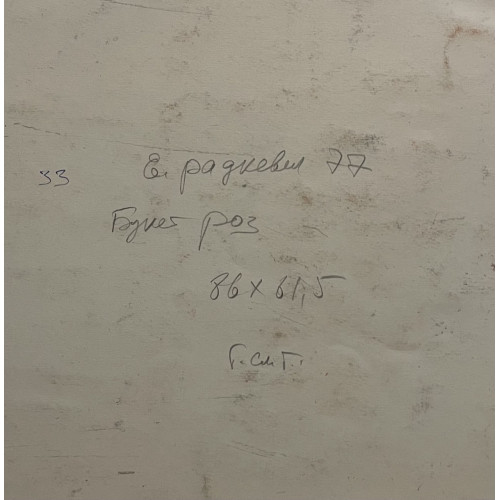 33 Е. Радкевич 77
Букет роз
86 х 61,5